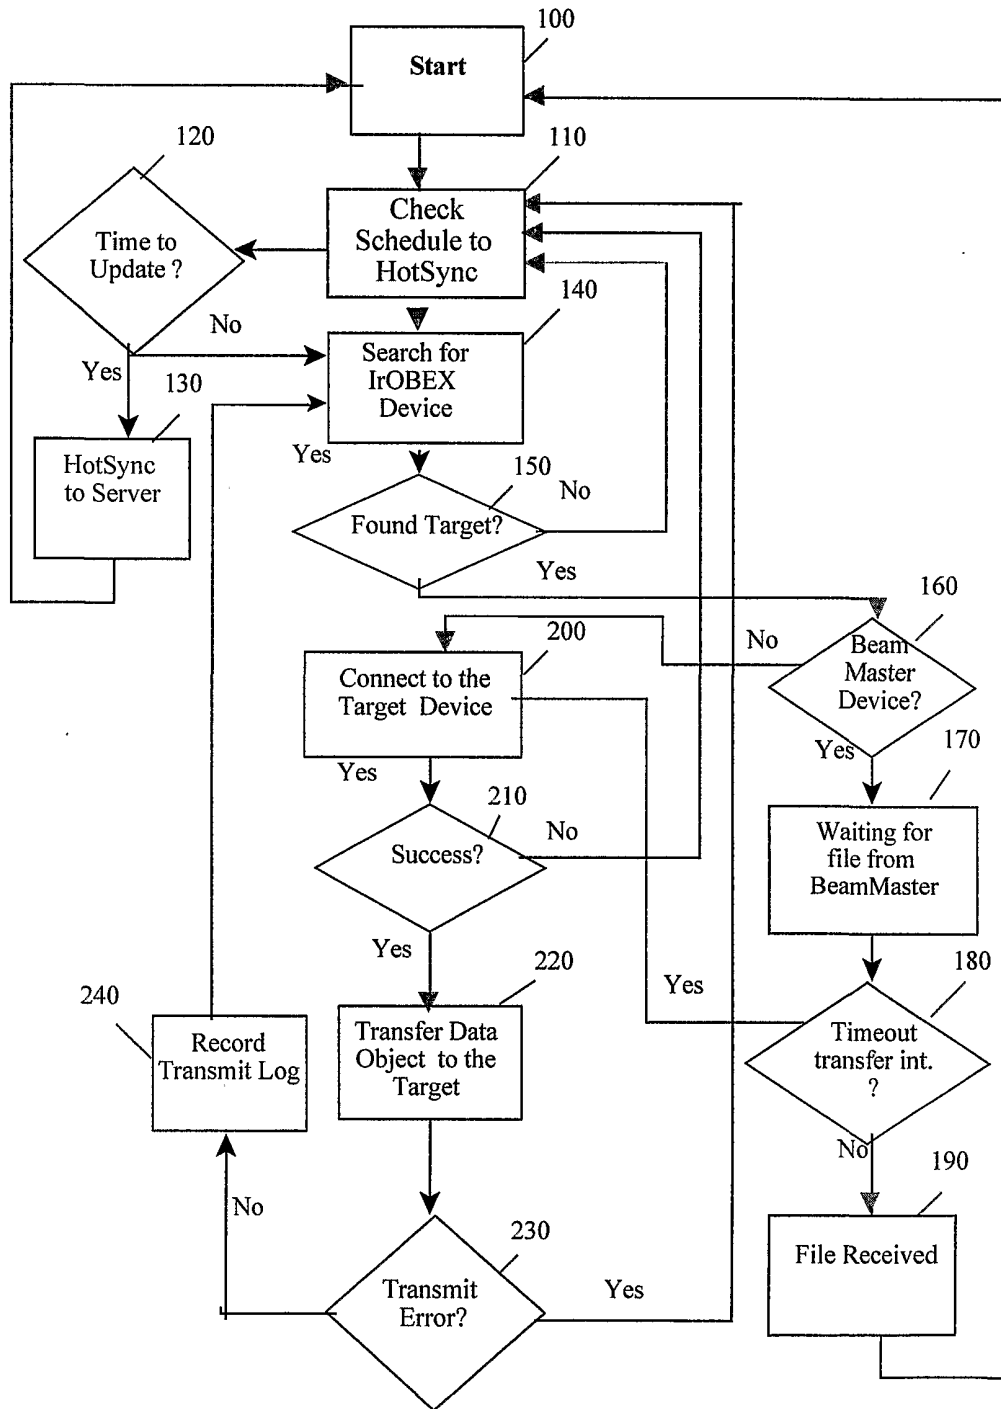 100
Start
120
110
Check
Schedule to
HotSync
Time to
Update ?
140
No
Search for
IrOBEX
Device
Yes
130
HotSync
to Server
Yes
150
No
Found Target?
Yes
160
200
No
Beam
Master
Device?
Connect to the
Target Device
Yes
170
Yes
210
No
Waiting for
file from
BeamMaster
Success?
Yes
220
Yes
180
240
Record
Transmit Log
Transfer Data
Object to the
Target
Timeout
transfer int.
?
No
190
No
230
File Received
Transmit
Error?
Yes